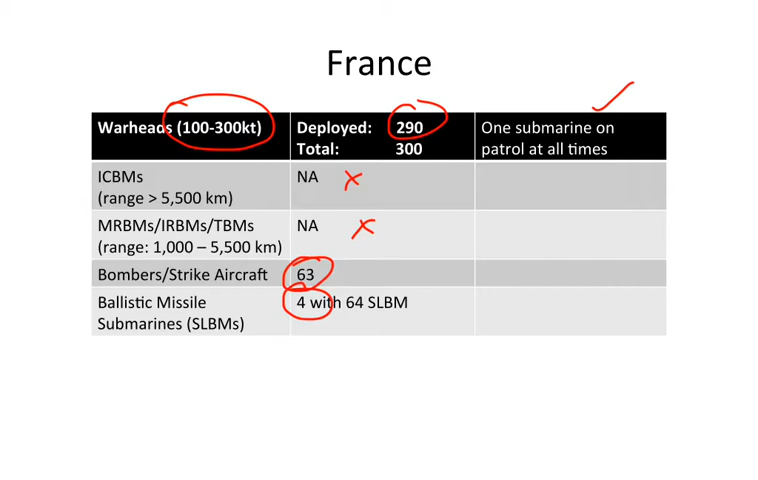 France
Warheads (100-300kt)
Deployed: 290
Total: 300
One submarine on
patrol at all times
ICBMs
(range > 5,500 km)
NA
MRBMs/IRBMs/TBMs
(range: 1,000 – 5,500 km)
NA
Bombers/Strike Aircraft
63
Ballistic Missile
Submarines (SLBMs)
4 with 64 SLBM